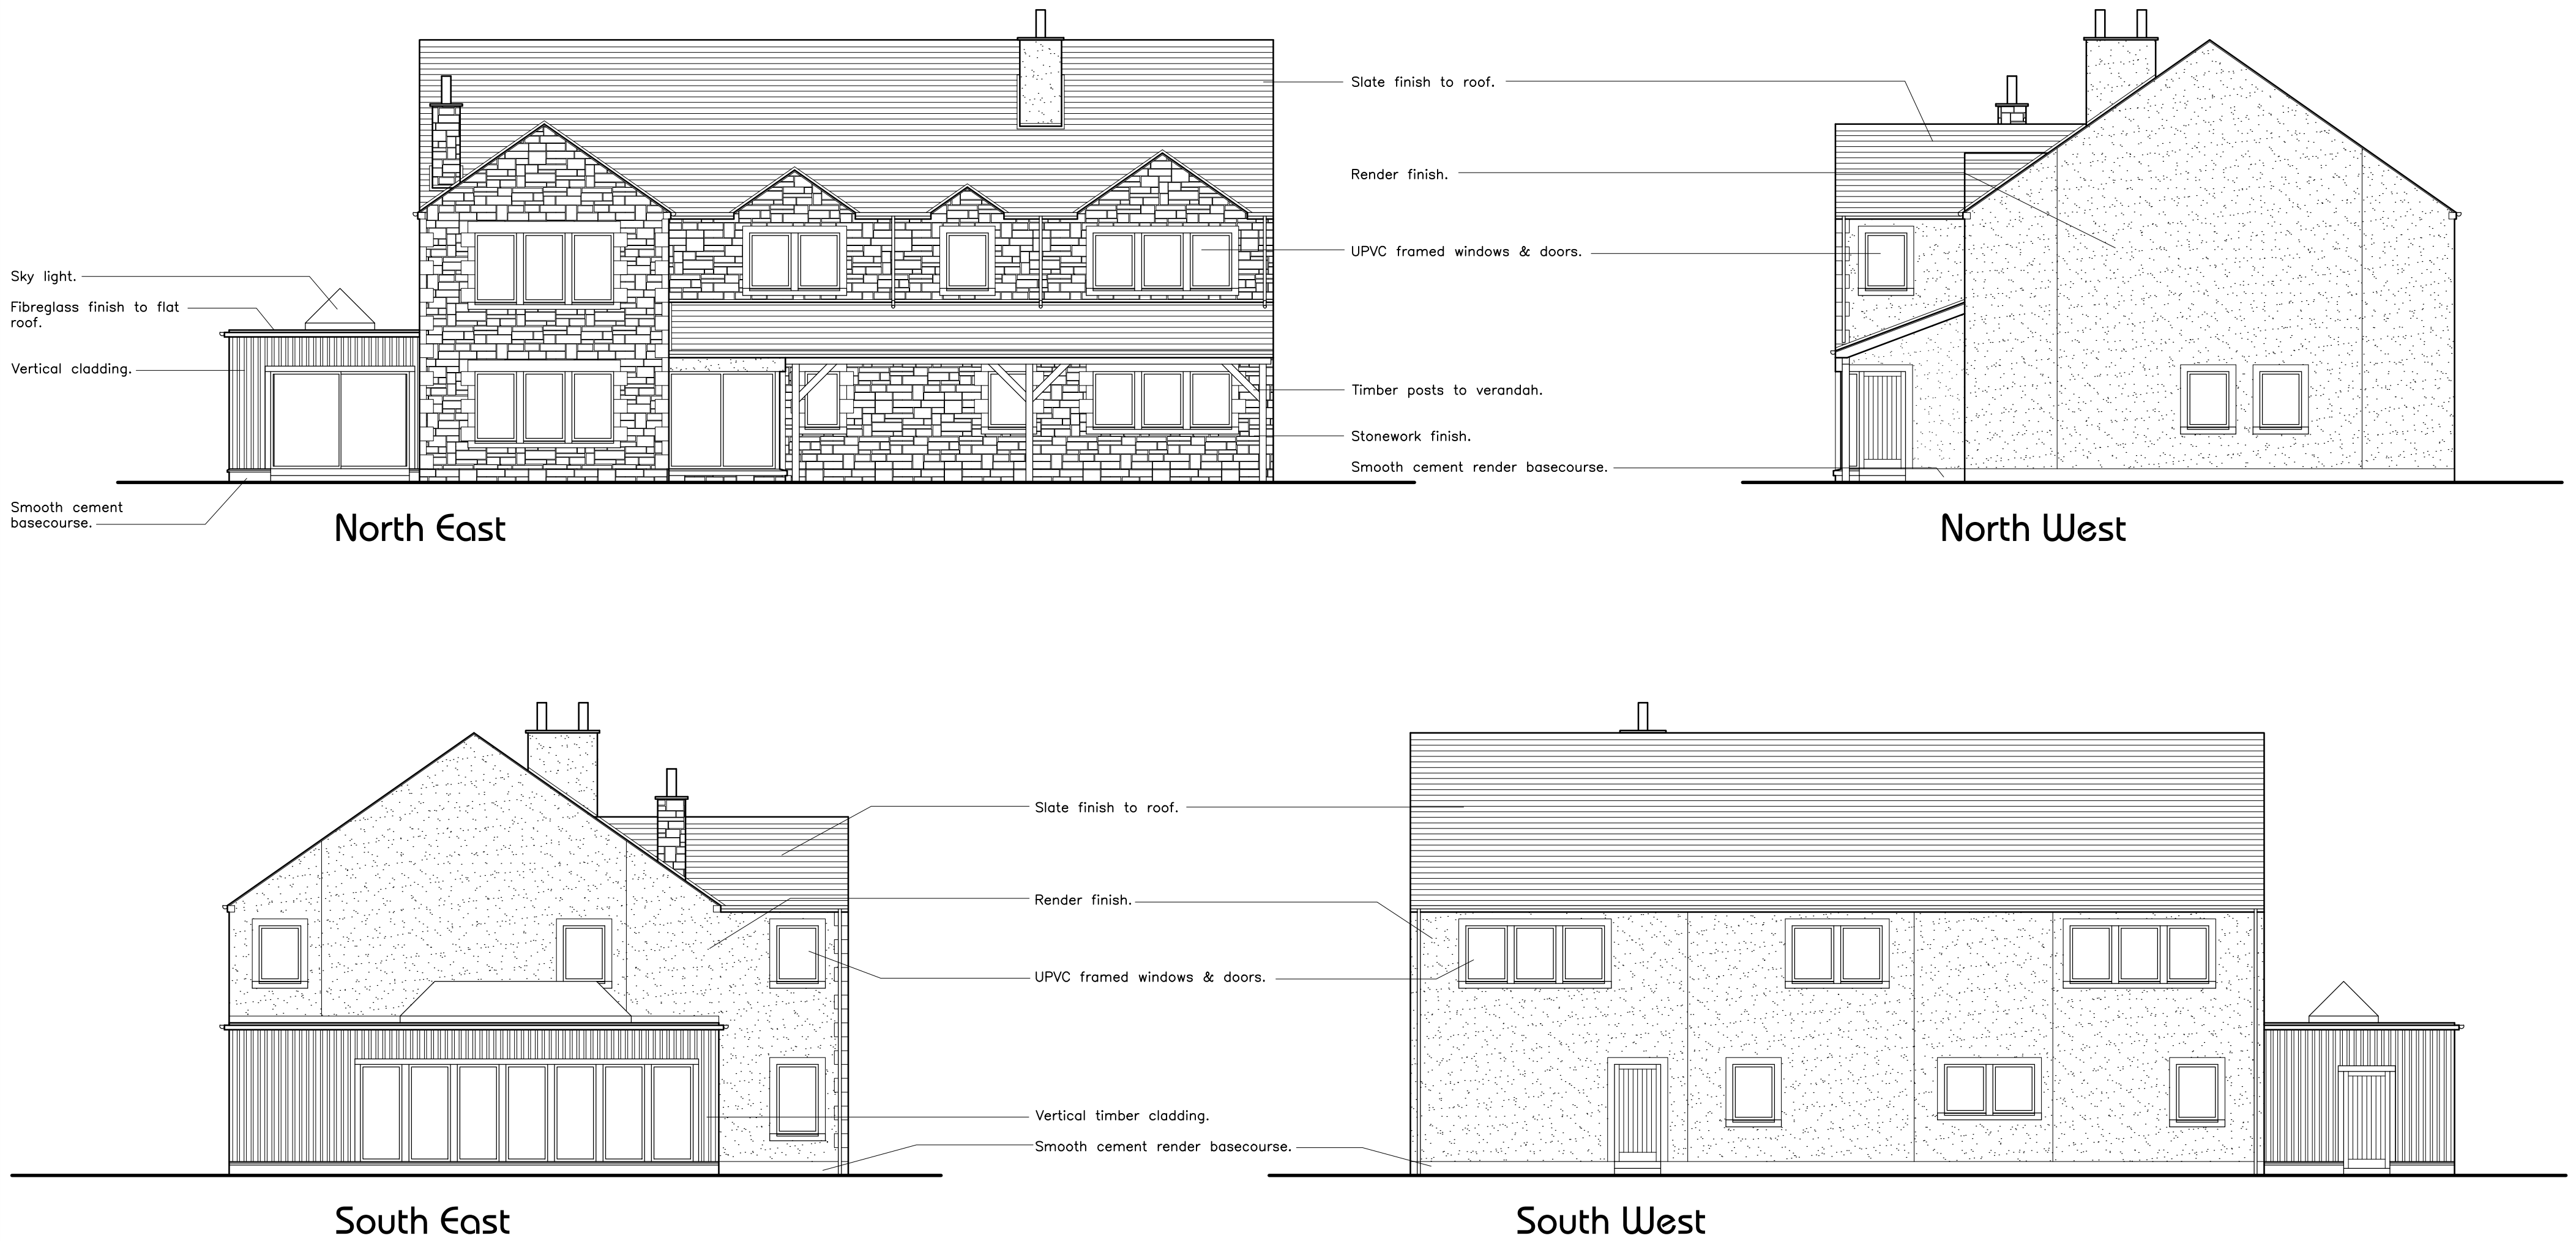 Slate finish to roof.
Render finish.
UPVC framed windows & doors.
Sky light.
Fibreglass finish to flat
roof.
Vertical cladding.
Timber posts to verandah.
Stonework finish.
Smooth cement render basecourse.
Smooth cement
basecourse.
North East
North West
Slate finish to roof.
Render finish.
UPVC framed windows & doors.
Vertical timber cladding.
Smooth cement render basecourse.
South East
South West